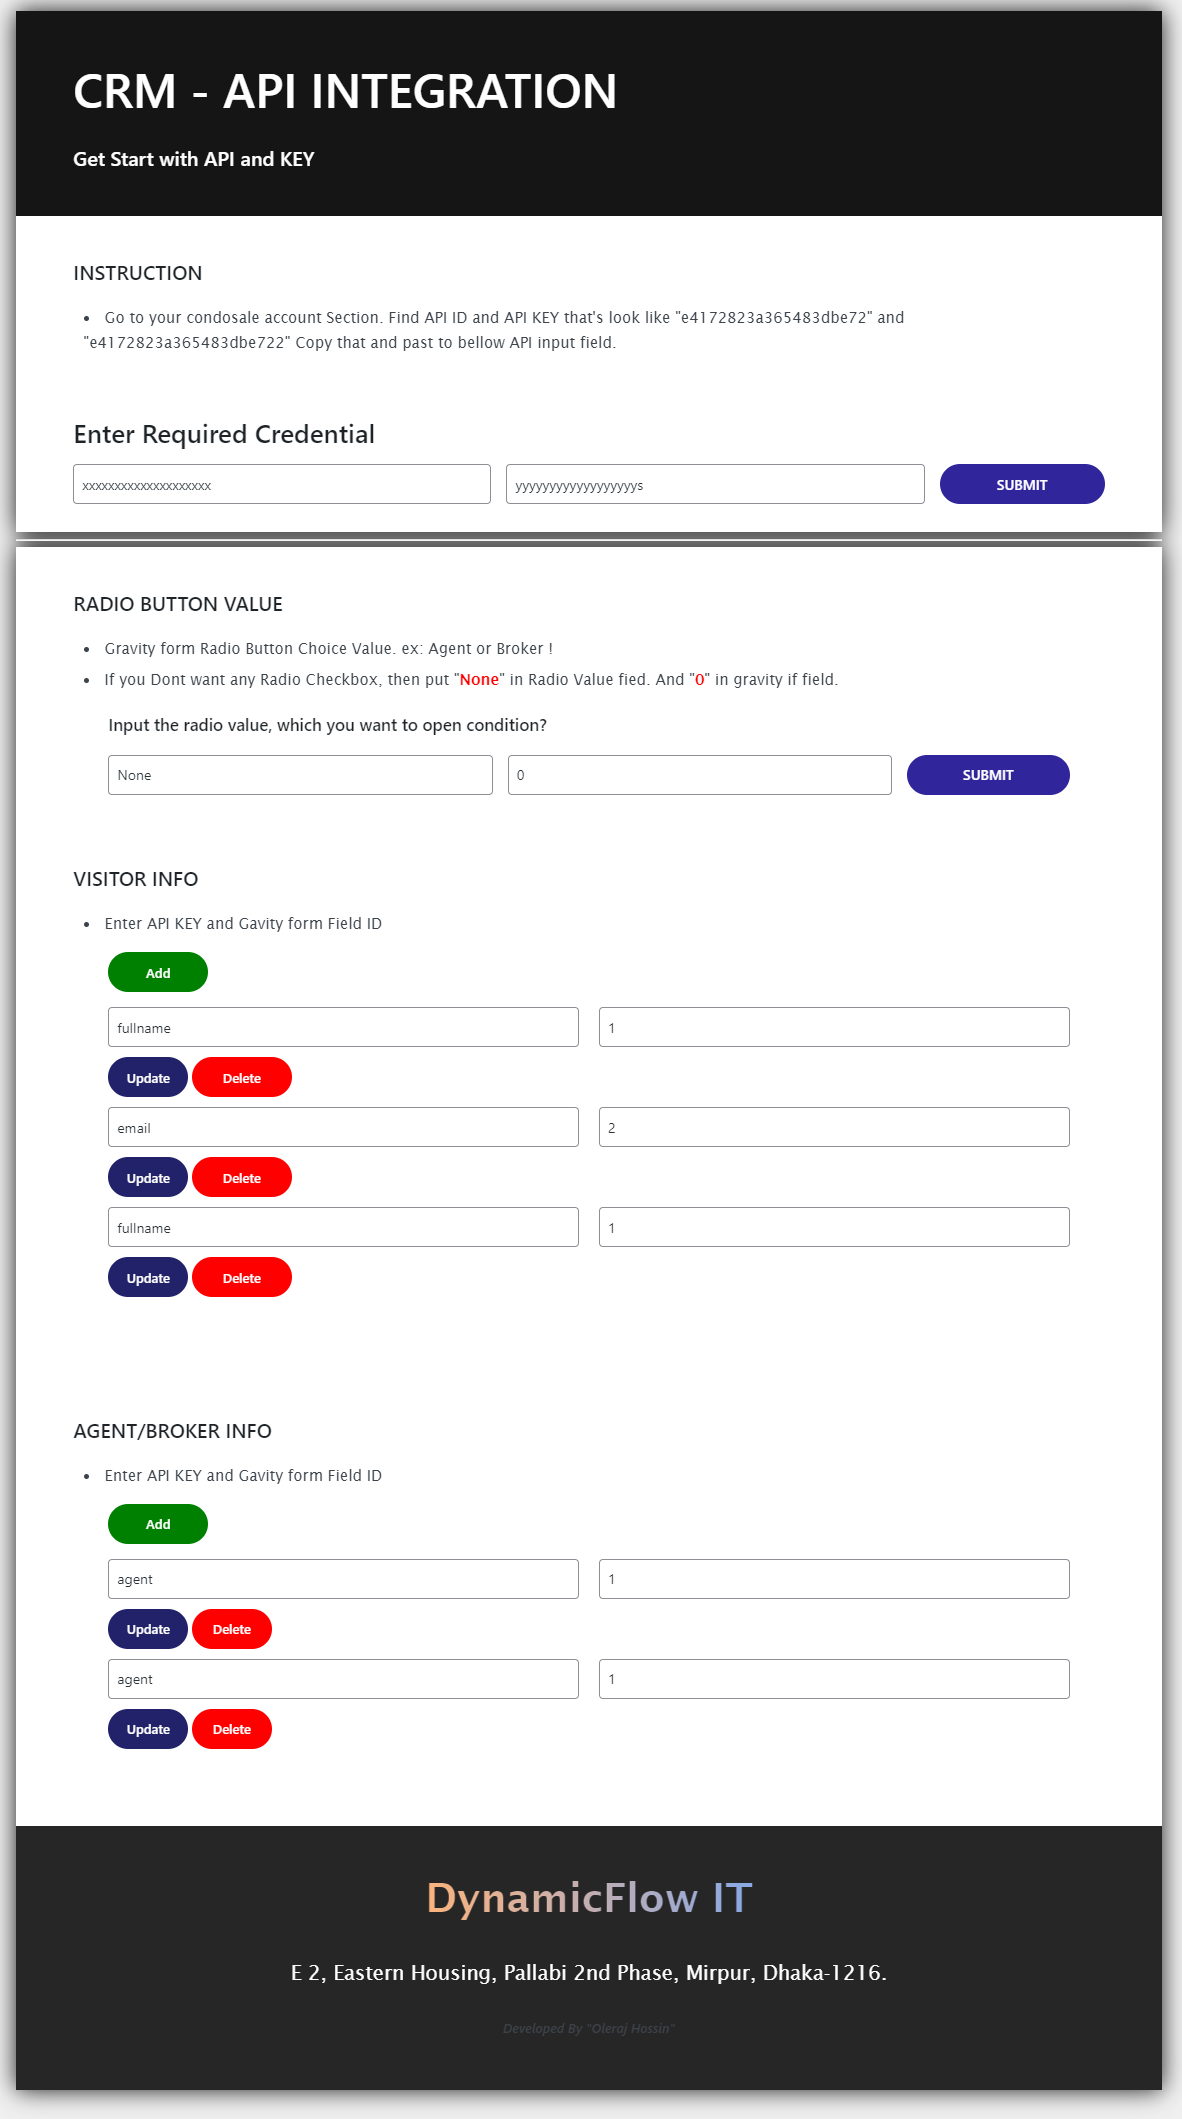 CRM - API INTEGRATION
Get Start with API and KEY
INSTRUCTION
• Go to your condosale account Section. Find API ID and API KEY that's look like "e4172823a365483dbe72" and
"e4172823a365483dbe722" Copy that and past to bellow API input field.
Enter Required Credential
xxxxxxxxxxxxxxxxxxxx yyyyyyyyyyyyyyyyyys SUBMIT
RADIO BUTTON VALUE
• Gravity form Radio Button Choice Value. ex: Agent or Broker !
• If you Dont want any Radio Checkbox, then put "None" in Radio Value fied. And "0" in gravity if field.
Input the radio value, which you want to open condition?
None 0 SUBMIT
VISITOR INFO
• Enter API KEY and Gavity form Field ID
Add
fullname 1
Update Delete
email 2
Update Delete
fullname 1
Update Delete
AGENT/BROKER INFO
• Enter API KEY and Gavity form Field ID
Add
agent 1
Update Delete
agent 1
Update Delete
DynamicFlow IT
E 2, Eastern Housing, Pallabi 2nd Phase, Mirpur, Dhaka-1216.
Developed By "Oleraj Hossin"